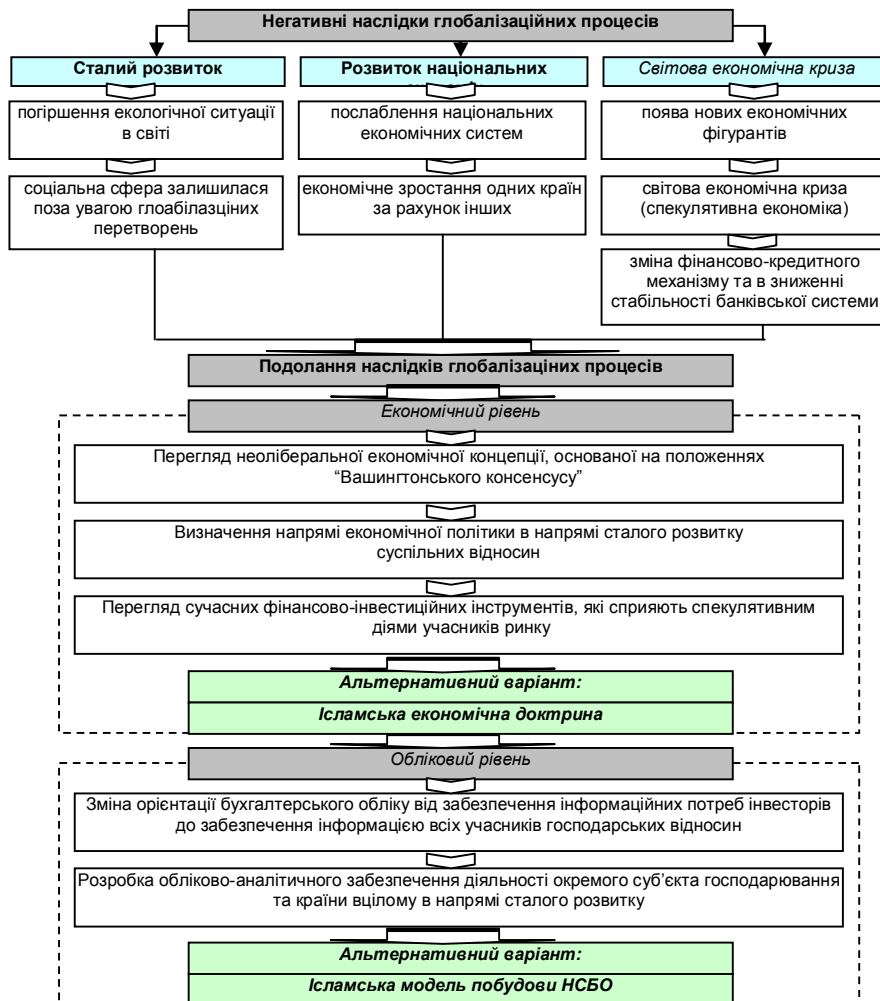 Негативні наслідки глобалізаційних процесів
Сталий розвиток
погіршення екологічної ситуації
в світі
соціальна сфера залишилася
поза увагою глоабілазціних
перетворень
Розвиток національних
послаблення національних
економічних систем
економічне зростання одних країн
за рахунок інших
Світова економічна криза
поява нових економічних
фігурантів
світова економічна криза
(спекулятивна економіка)
зміна фінансово-кредитного
механізму та в зниженні
стабільності банківської системи
Подолання наслідків глобалізаціних процесів
Економічний рівень
Перегляд неоліберальної економічної концепції, основаної на положеннях
“Вашингтонського консенсусу”
Визначення напрямі економічної політики в напрямі сталого розвитку
суспільних відносин
Перегляд сучасних фінансово-інвестиційних інструментів, які сприяють спекулятивним
діями учасників ринку
Альтернативний варіант:
Ісламська економічна доктрина
Обліковий рівень
Зміна орієнтації бухгалтерського обліку від забезпечення інформаційних потреб інвесторів
до забезпечення інформацією всіх учасників господарських відносин
Розробка обліково-аналітичного забезпечення діяльності окремого суб’єкта господарювання
та країни вцілому в напрямі сталого розвитку
Альтернативний варіант:
Ісламська модель побудови НСБО